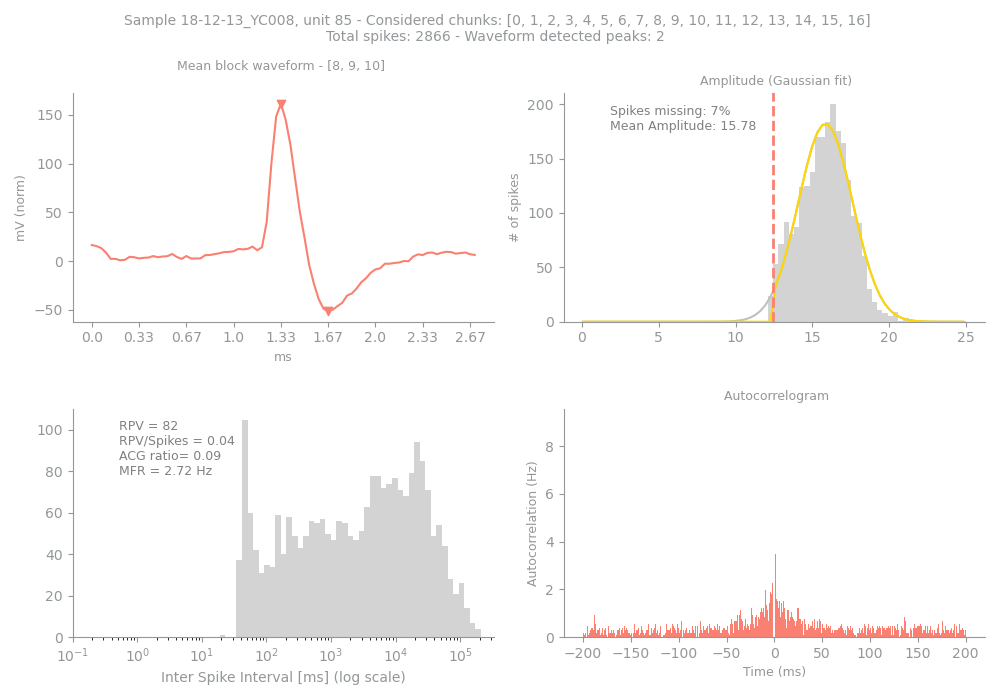 Sample 18-12-13_YC008, unit 85 - Considered chunks: [0, 1, 2, 3, 4, 5, 6, 7, 8, 9, 10, 11, 12, 13, 14, 15, 16]
Total spikes: 2866 - Waveform detected peaks: 2
Mean block waveform - [8, 9, 10]
mV (norm)
150
100
50
0
−50
0.0 0.33 0.67 1.0 1.33 1.67 2.0 2.33 2.67
ms
Amplitude (Gaussian fit)
Spikes missing: 7%
Mean Amplitude: 15.78
# of spikes
200
150
100
50
0
0 5 10 15 20 25
RPV = 82
RPV/Spikes = 0.04
ACG ratio= 0.09
MFR = 2.72 Hz
100
80
60
40
20
0
10⁻¹ 10⁰ 10¹ 10² 10³ 10⁴ 10⁵
Inter Spike Interval [ms] (log scale)
Autocorrelogram
Autocorrelation (Hz)
8
6
4
2
0
−200 −150 −100 −50 0 50 100 150 200
Time (ms)